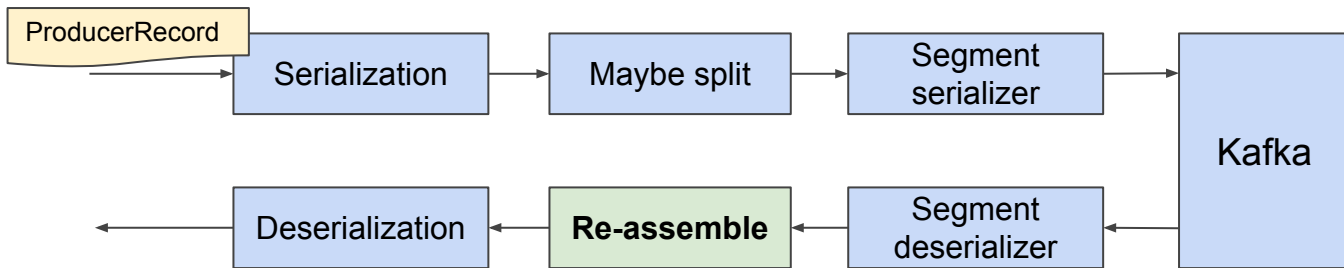 ProducerRecord
Serialization
Maybe split
Segment
serializer
Kafka
Deserialization
Re-assemble
Segment
deserializer